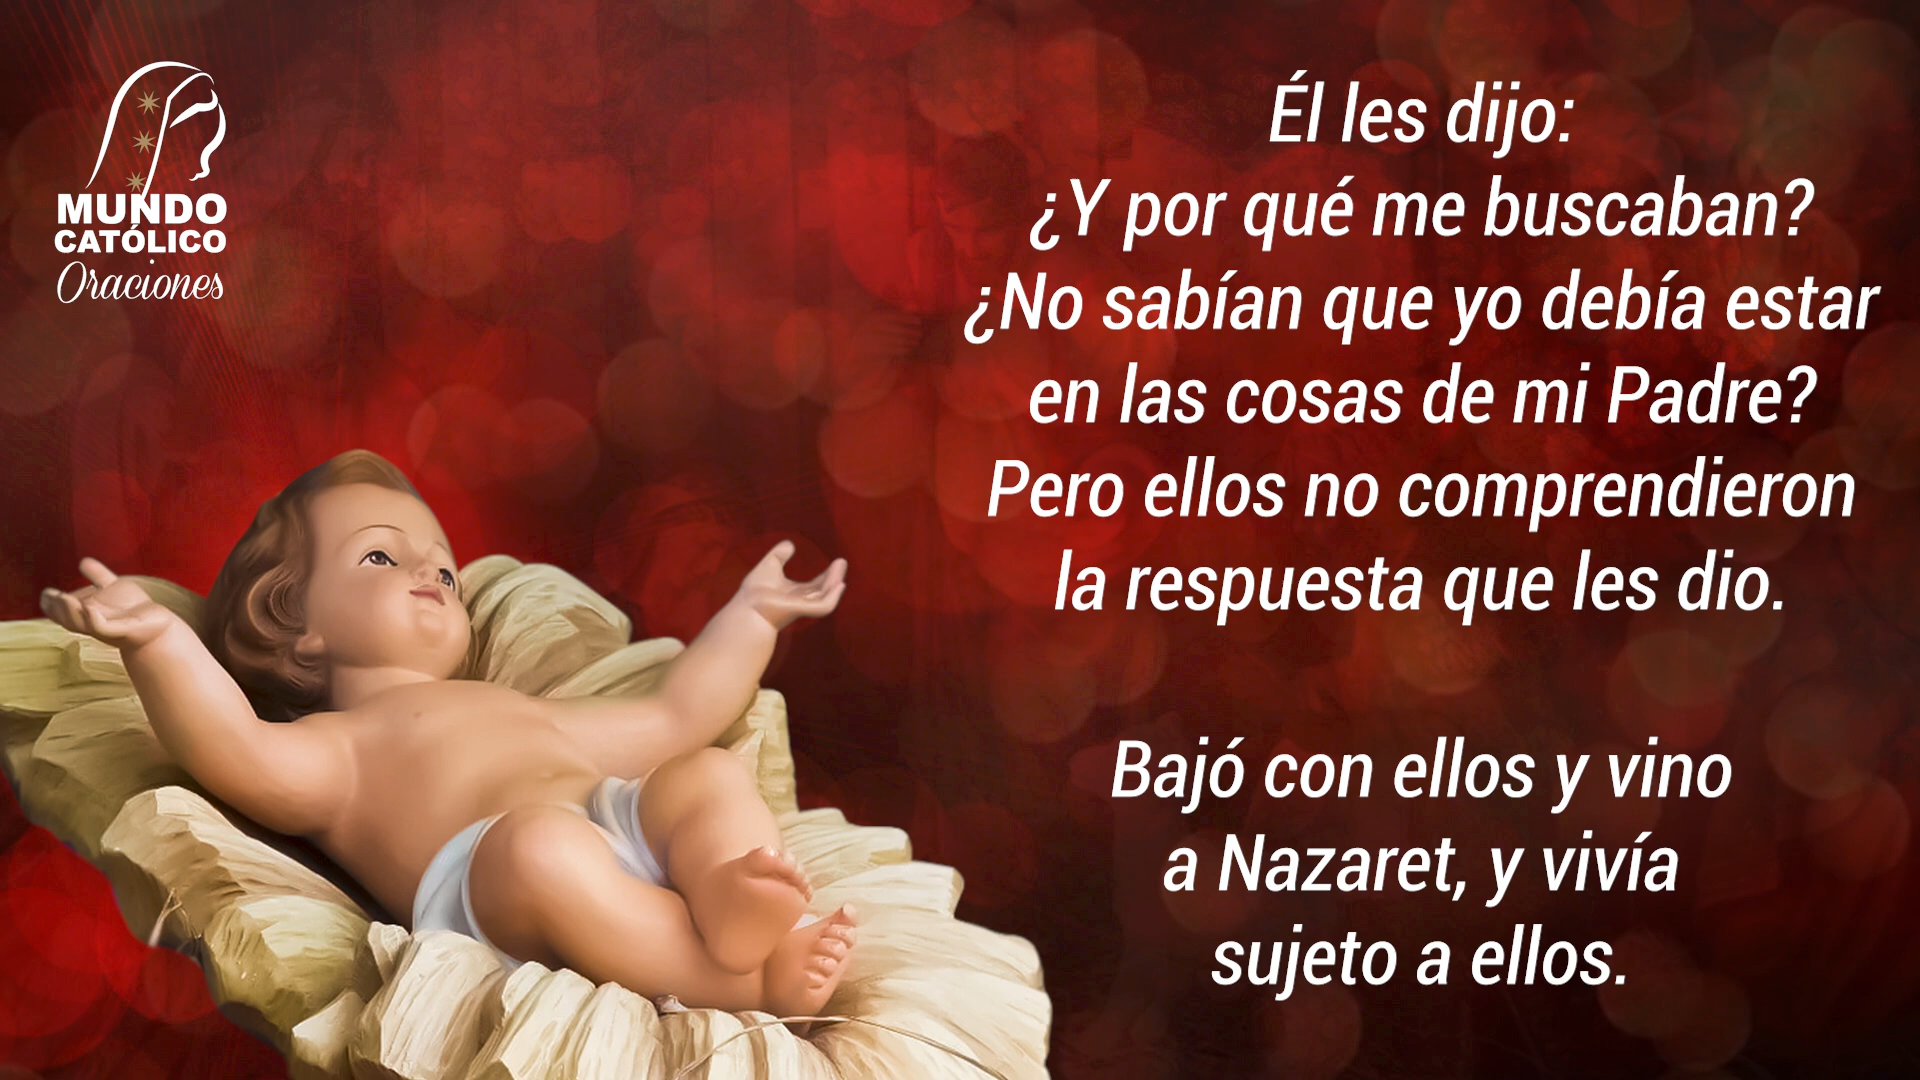 MUNDO
CATÓLICO
Oraciones
Él les dijo:
¿Y por qué me buscaban?
¿No sabían que yo debía estar
en las cosas de mi Padre?
Pero ellos no comprendieron
la respuesta que les dio.
Bajó con ellos y vino
a Nazaret, y vivía
sujeto a ellos.